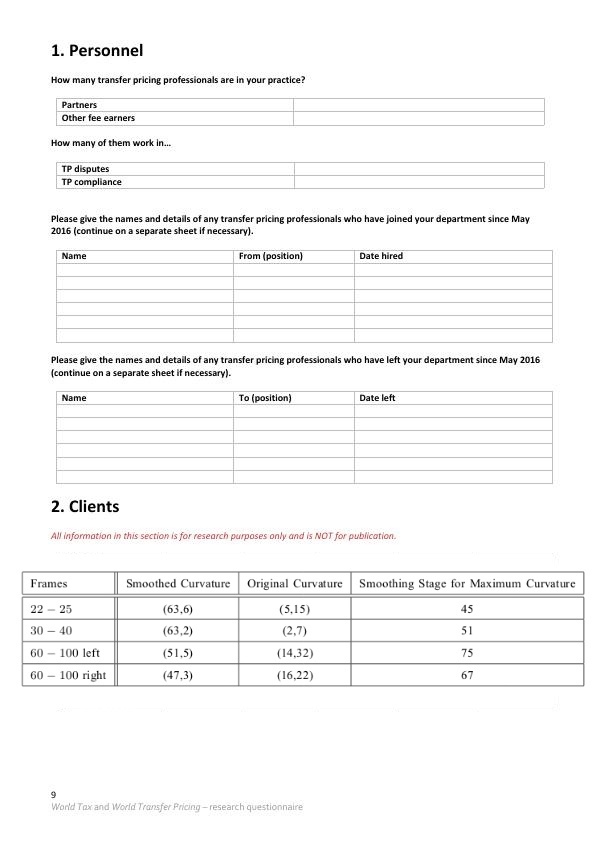 1. Personnel
How many transfer pricing professionals are in your practice?
Partners
Other fee earners
How many of them work in…
TP disputes
TP compliance
Please give the names and details of any transfer pricing professionals who have joined your department since May
2016 (continue on a separate sheet if necessary).
Name From (position) Date hired
Please give the names and details of any transfer pricing professionals who have left your department since May 2016
(continue on a separate sheet if necessary).
Name To (position) Date left
2. Clients
All information in this section is for research purposes only and is NOT for publication.
Frames Smoothed Curvature Original Curvature Smoothing Stage for Maximum Curvature
22 − 25 (63,6) (5,15) 45
30 − 40 (63,2) (2,7) 51
60 − 100 left (51,5) (14,32) 75
60 − 100 right (47,3) (16,22) 67
9
World Tax and World Transfer Pricing – research questionnaire